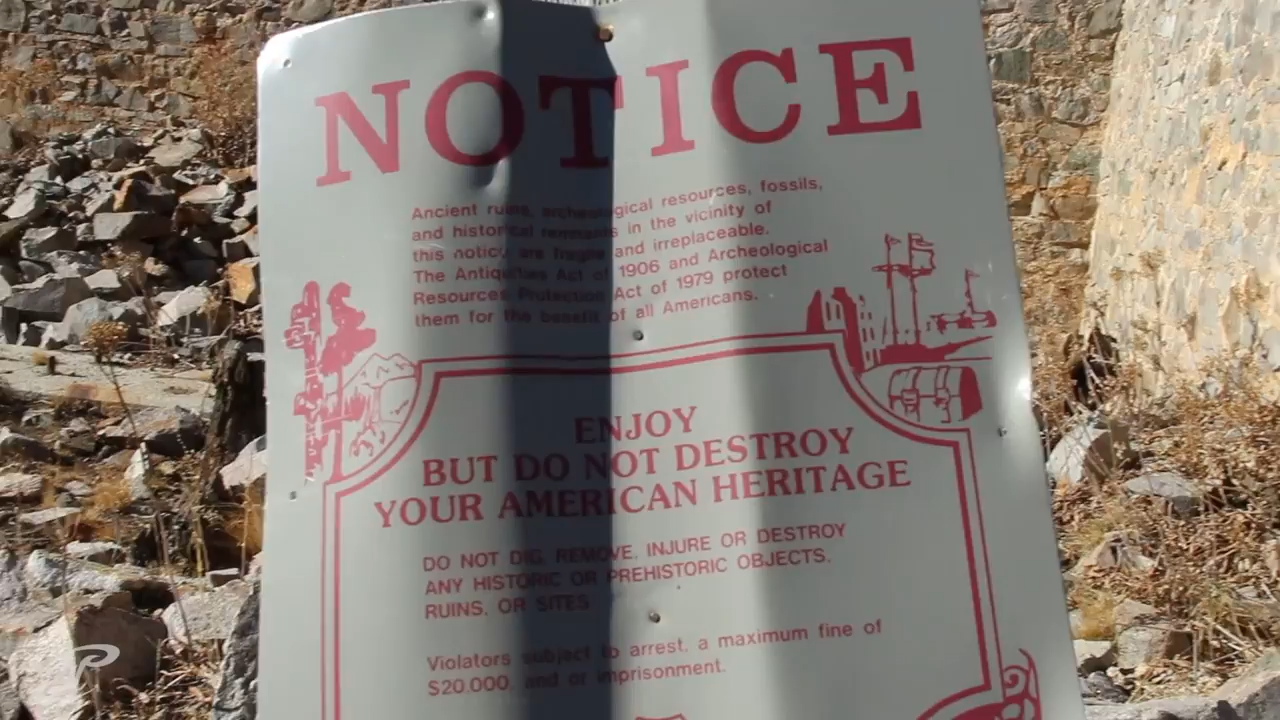 NOTICE
Ancient ruins, archeological resources, fossils,
and historical remnants in the vicinity of
this notice are fragile and irreplaceable.
The Antiquities Act of 1906 and Archeological
Resources Protection Act of 1979 protect
them for the benefit of all Americans.
ENJOY
BUT DO NOT DESTROY
YOUR AMERICAN HERITAGE
DO NOT DIG, REMOVE, INJURE OR DESTROY
ANY HISTORIC OR PREHISTORIC OBJECTS,
RUINS, OR SITES
Violators subject to arrest, a maximum fine of
$20,000, and or imprisonment.